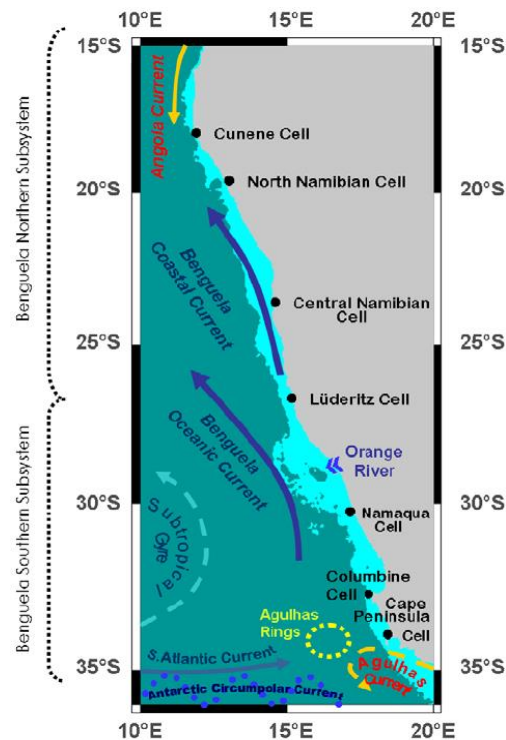 10°E
15°E
20°E
15°S
15°S
Angola Current
Cunene Cell
20°S
North Namibian Cell
20°S
Benguela Northern Subsystem
Benguela
Coastal Current
Central Namibian
Cell
25°S
25°S
Lüderitz Cell
Benguela
Oceanic Current
Orange
River
30°S
30°S
Namaqua
Cell
Subtropical
Gyre
Benguela Southern Subsystem
Columbine
Cell
Cape
Peninsula
Cell
Agulhas
Rings
S.Atlantic Current
Agulhas
Current
35°S
35°S
Antarctic Circumpolar Current
10°E
15°E
20°E